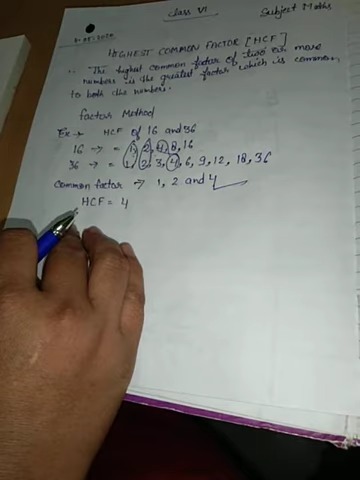 Class VI
Subject Maths
HIGHEST COMMON FACTOR [HCF]
The highest common factor of two or more
numbers is the greatest factor which is common
to both the numbers.
factor Method
Ex → HCF of 16 and 36
16 → = 1, 2, 4, 8, 16
36 → = 1, 2, 3, 4, 6, 9, 12, 18, 36
Common factor → 1, 2 and 4
HCF = 4